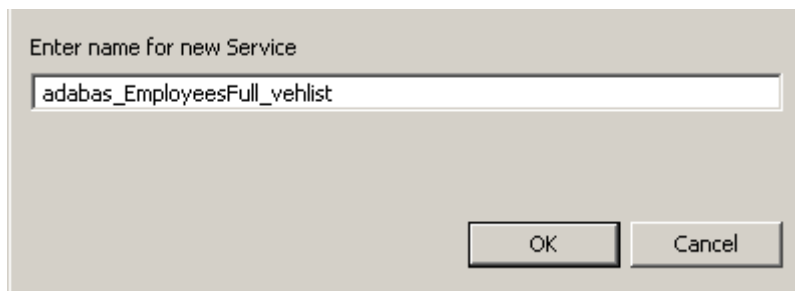 Enter name for new Service
adabas_EmployeesFull_vehlist
OK Cancel